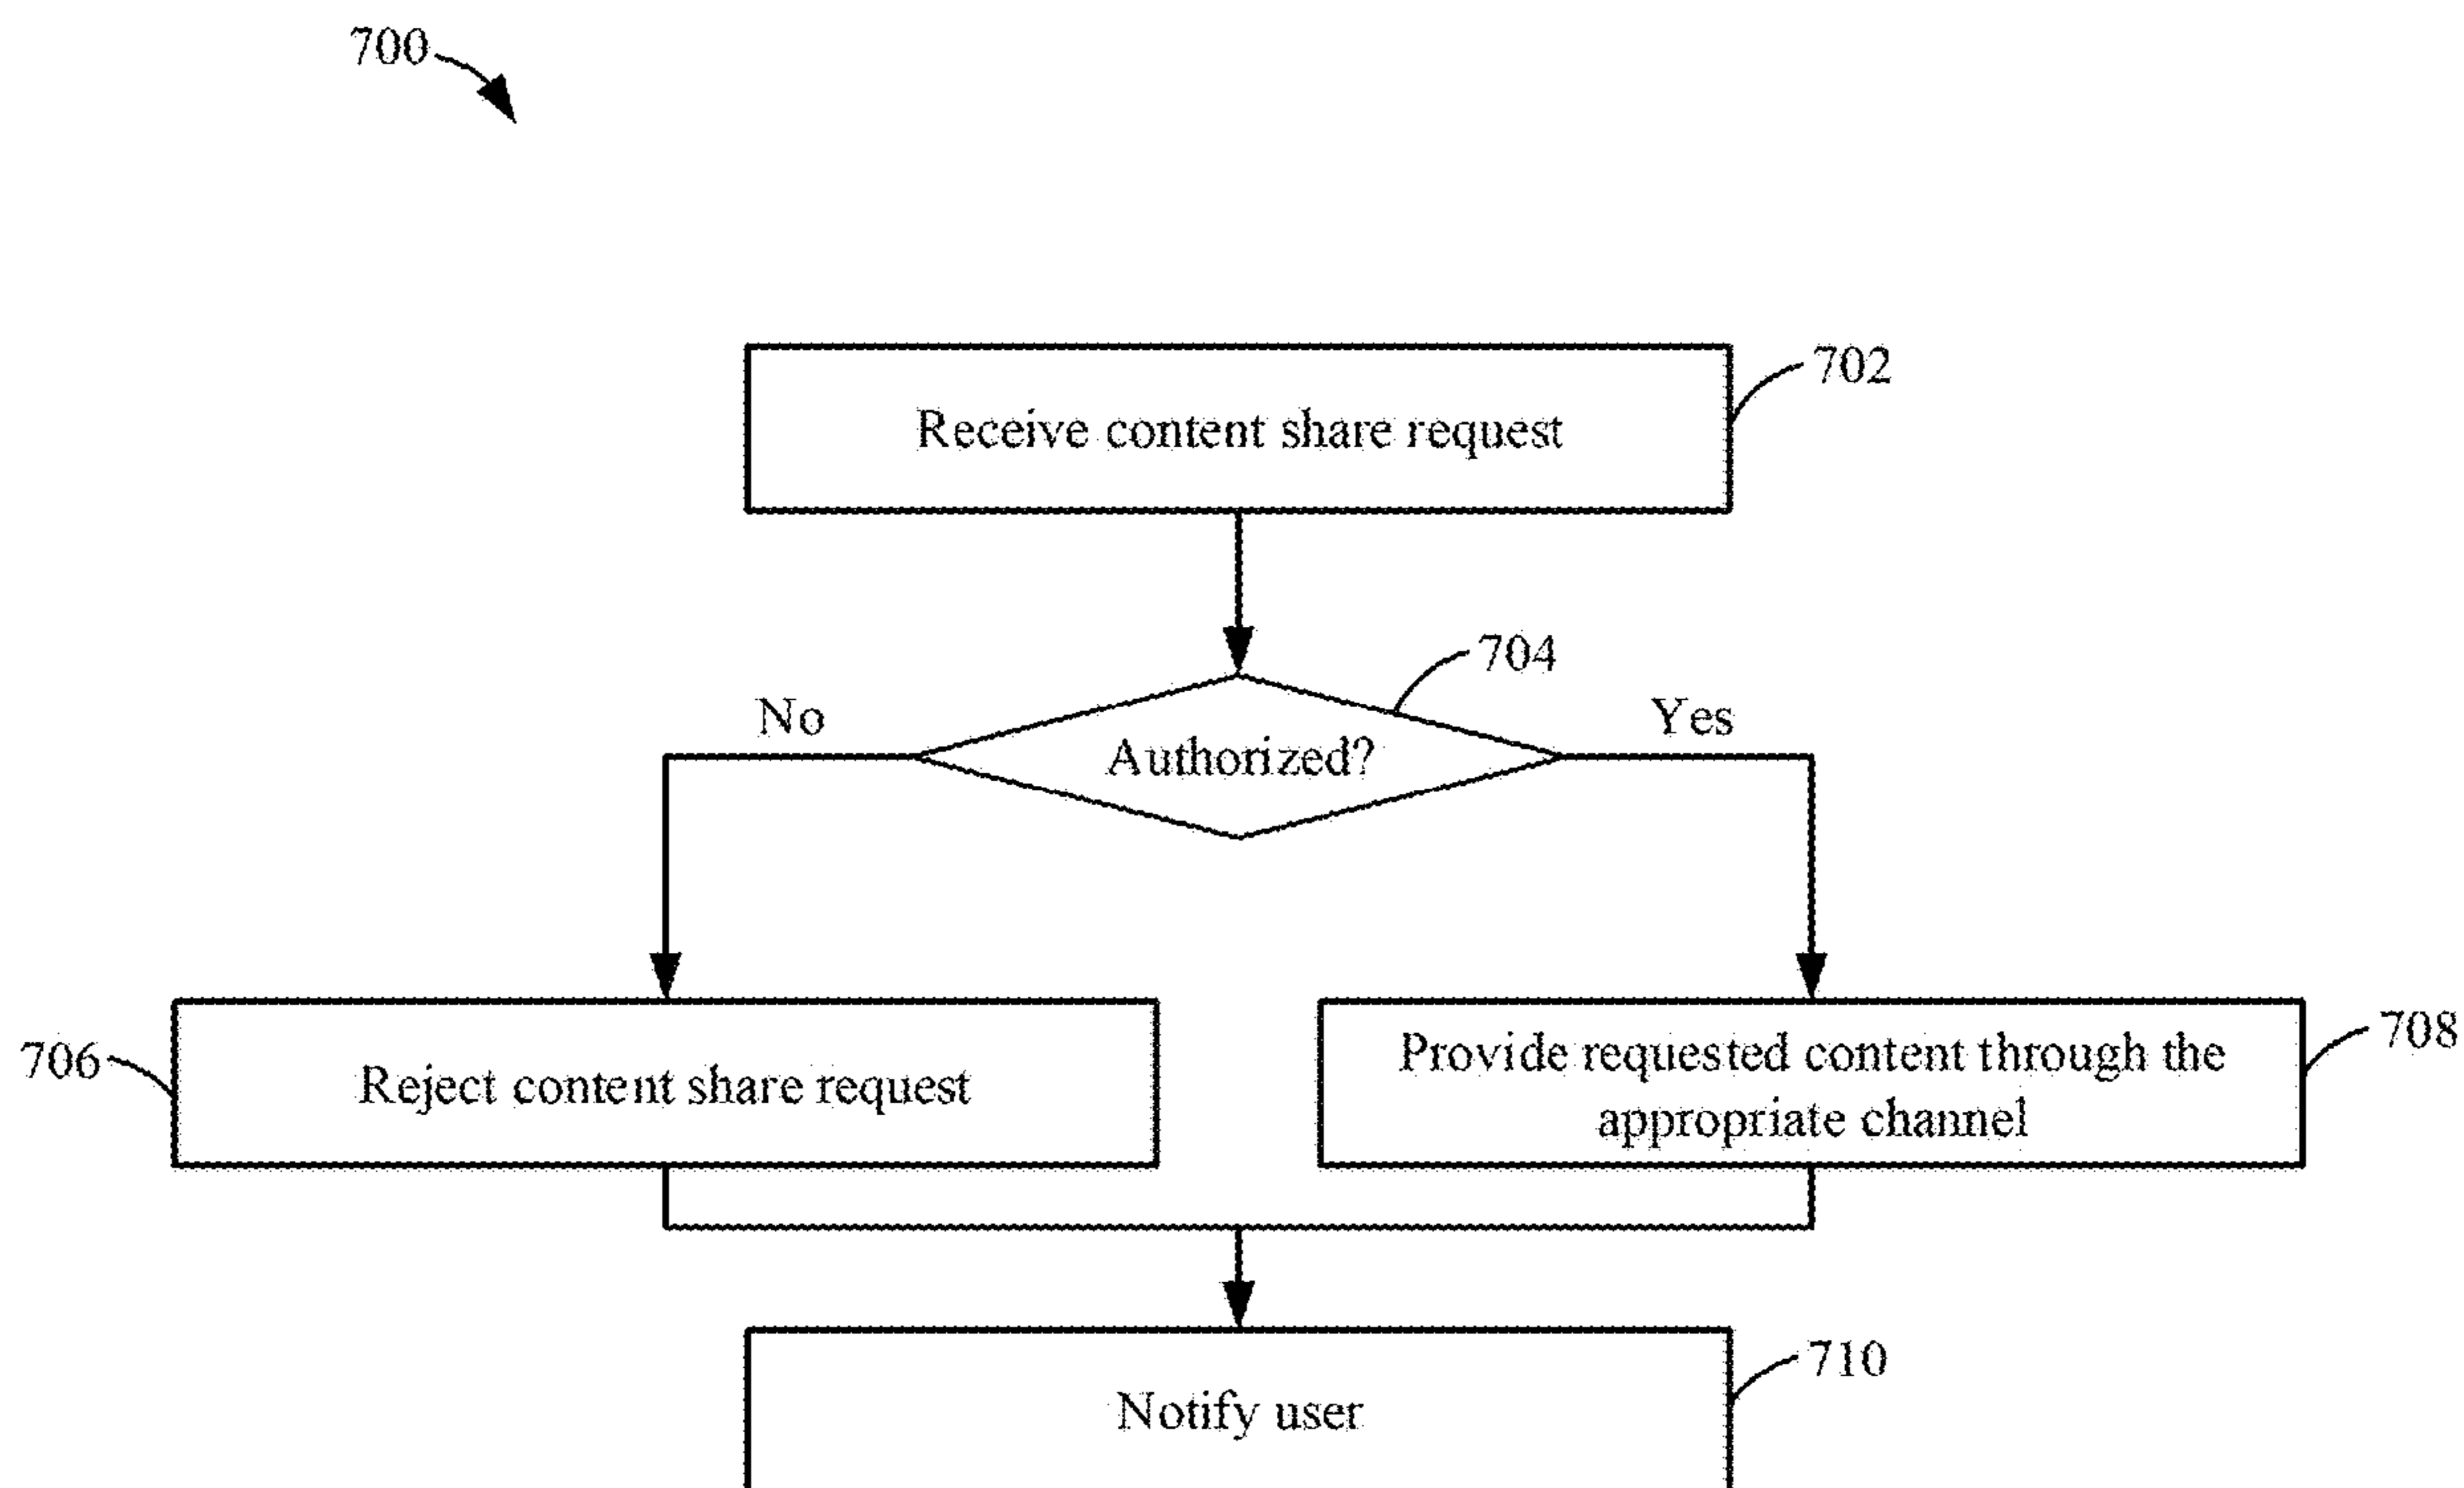 700
702
Receive content share request
704
No
Yes
Authorized?
706
Reject content share request
708
Provide requested content through the
appropriate channel
710
Notify user